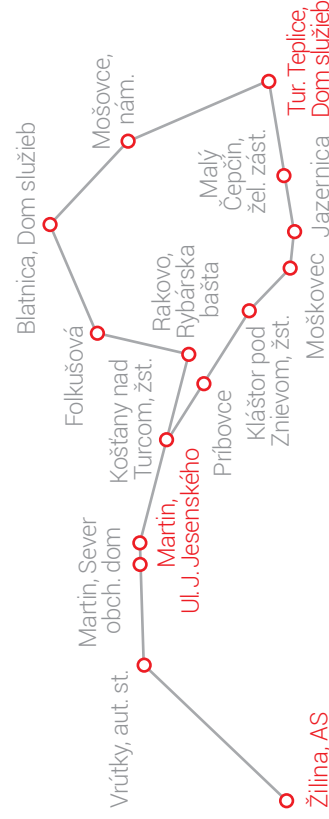 Žilina, AS
Vrútky, aut. st.
Martin, Sever
obch. dom
Martin,
Ul.J.Jesenského
Košťany nad
Turcom, žst.
Rakovo,
Rybárska
bašta
Folkušová
Blatnica, Dom služieb
Mošovce,
nám.
Príbovce
Kláštor pod
Znievom, žst.
Moškovec
Jazernica
Malý
Čepčín,
žel. zást.
Tur. Teplice,
Dom služieb